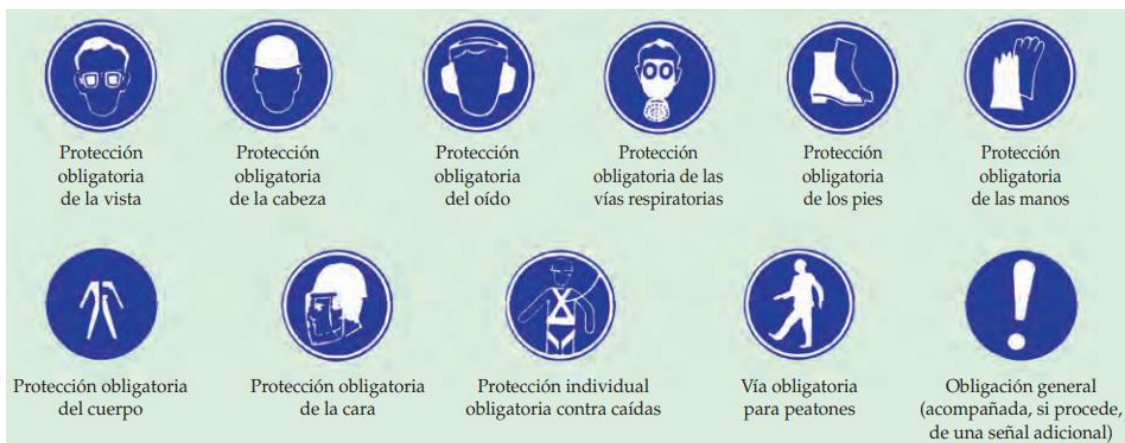 Protección
obligatoria
de la vista
Protección
obligatoria
de la cabeza
Protección
obligatoria
del oído
Protección
obligatoria de las
vías respiratorias
Protección
obligatoria
de los pies
Protección
obligatoria
de las manos
Protección obligatoria
del cuerpo
Protección obligatoria
de la cara
Protección individual
obligatoria contra caídas
Vía obligatoria
para peatones
Obligación general
(acompañada, si procede,
de una señal adicional)